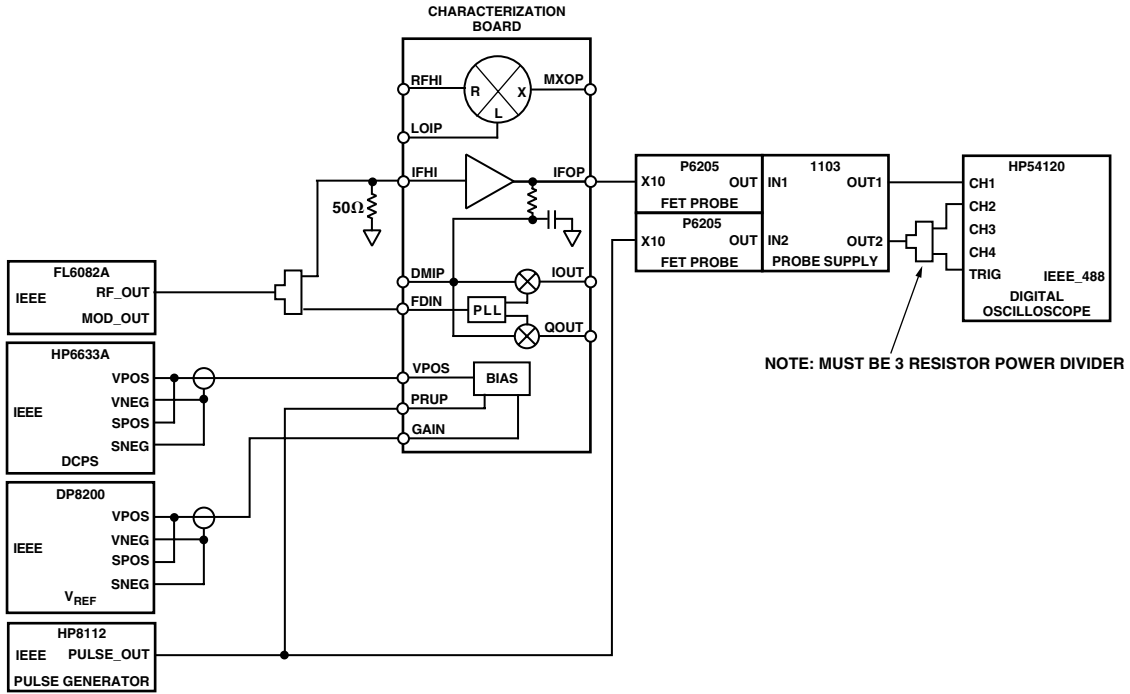 CHARACTERIZATION
BOARD
RFHI
R
X
L
MXOP
LOIP
IFHI
IFOP
50Ω
DMIP
IOUT
FDIN
PLL
QOUT
VPOS
BIAS
PRUP
GAIN
P6205
X10
OUT
FET PROBE
P6205
X10
OUT
FET PROBE
1103
IN1
OUT1
IN2
OUT2
PROBE SUPPLY
HP54120
CH1
CH2
CH3
CH4
TRIG
IEEE_488
DIGITAL
OSCILLOSCOPE
NOTE: MUST BE 3 RESISTOR POWER DIVIDER
FL6082A
IEEE
RF_OUT
MOD_OUT
HP6633A
VPOS
VNEG
IEEE
SPOS
SNEG
DCPS
DP8200
VPOS
VNEG
IEEE
SPOS
SNEG
VREF
HP8112
IEEE
PULSE_OUT
PULSE GENERATOR